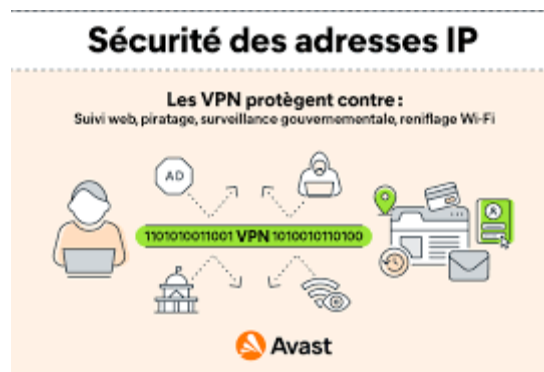 Sécurité des adresses IP
Les VPN protègent contre :
Suivi web, piratage, surveillance gouvernementale, reniflage Wi-Fi
AD
1101010011001 VPN 1010010110100
A
Avast